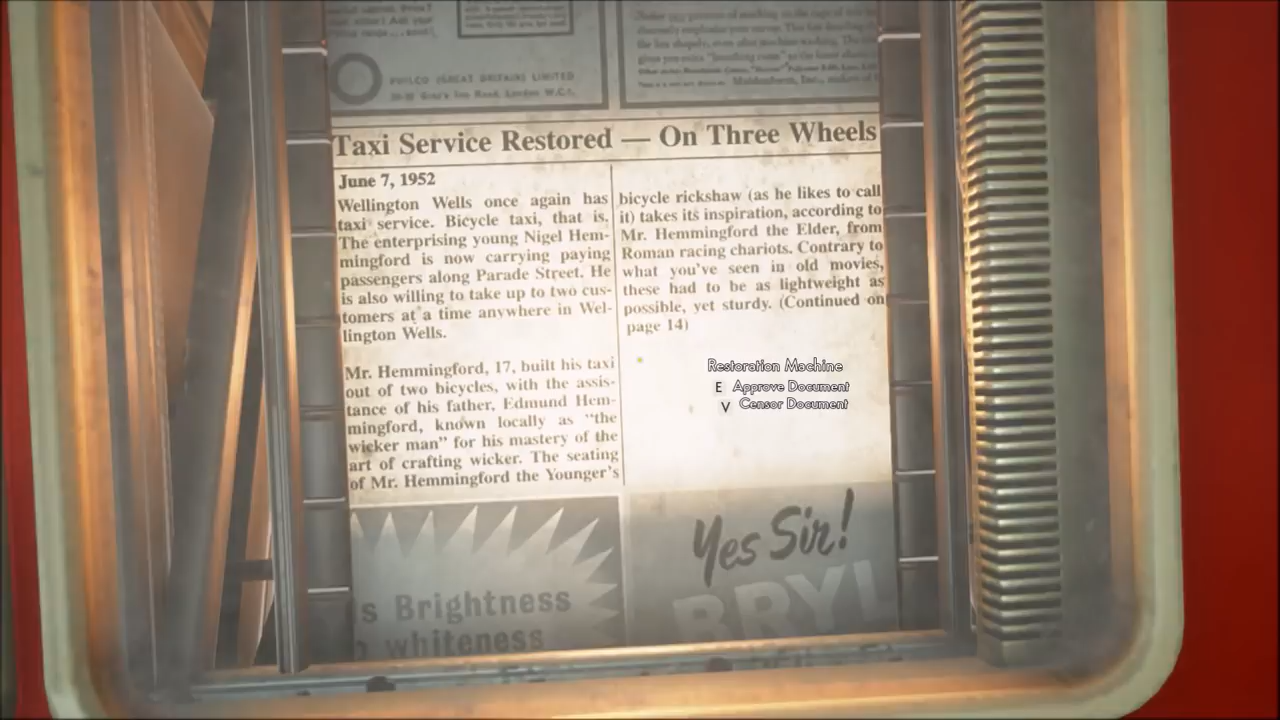 PHILCO (GREAT BRITAIN) LIMITED
Taxi Service Restored — On Three Wheels
June 7, 1952
Wellington Wells once again has
taxi service. Bicycle taxi, that is.
The enterprising young Nigel Hem-
mingford is now carrying paying
passengers along Parade Street. He
is also willing to take up to two cus-
tomers at a time anywhere in Wel-
lington Wells.
Mr. Hemmingford, 17, built his taxi
out of two bicycles, with the assis-
tance of his father, Edmund Hem-
mingford, known locally as “the
wicker man” for his mastery of the
art of crafting wicker. The seating
of Mr. Hemmingford the Younger's
bicycle rickshaw (as he likes to call
it) takes its inspiration, according to
Mr. Hemmingford the Elder, from
Roman racing chariots. Contrary to
what you've seen in old movies,
these had to be as lightweight as
possible, yet sturdy. (Continued on
page 14)
Restoration Machine
E Approve Document
V Censor Document
s Brightness
whiteness
Yes Sir!
BRYL